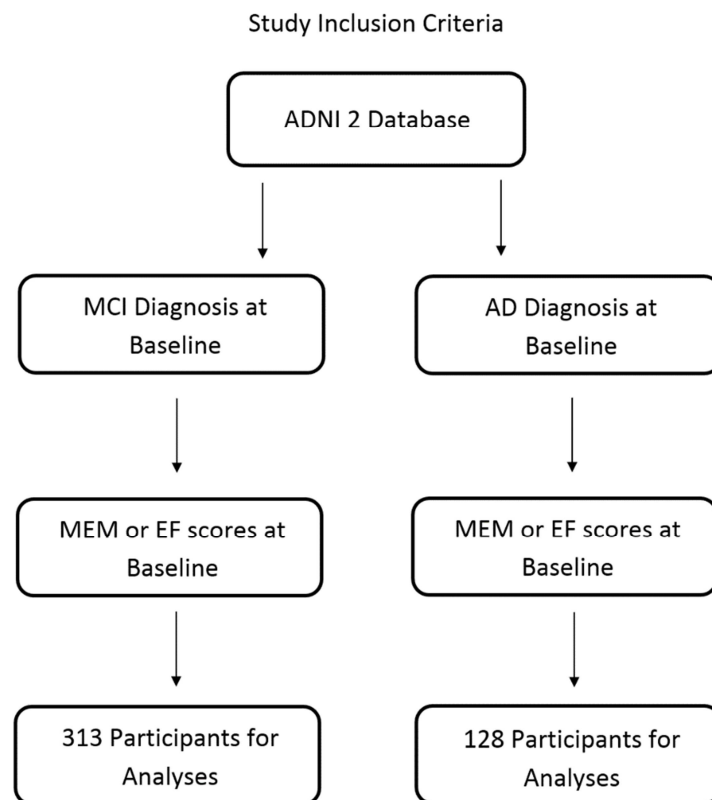 Study Inclusion Criteria
ADNI 2 Database
MCI Diagnosis at
Baseline
AD Diagnosis at
Baseline
MEM or EF scores at
Baseline
MEM or EF scores at
Baseline
313 Participants for
Analyses
128 Participants for
Analyses